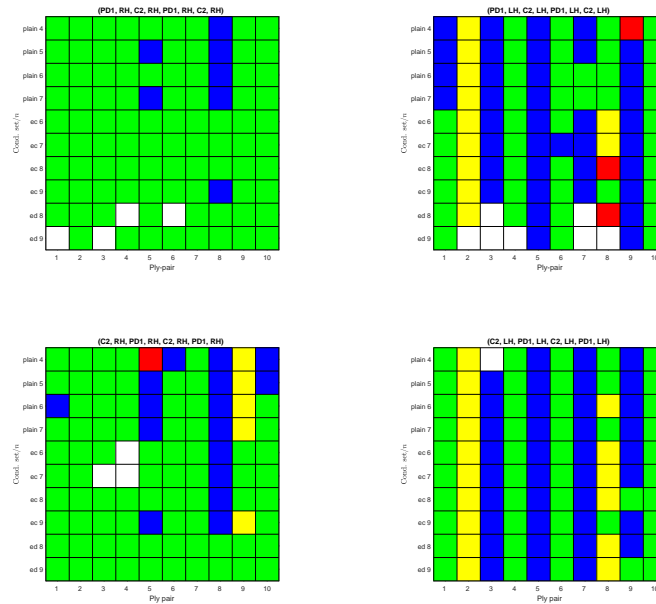 (PD1, RH, C2, RH, PD1, RH, C2, RH)
plain 4
plain 5
plain 6
plain 7
ec 6
ec 7
ec 8
ec 9
ed 8
ed 9
Cond. set/n
1 2 3 4 5 6 7 8 9 10
Ply-pair
(PD1, LH, C2, LH, PD1, LH, C2, LH)
plain 4
plain 5
plain 6
plain 7
ec 6
ec 7
ec 8
ec 9
ed 8
ed 9
Cond. set/n
1 2 3 4 5 6 7 8 9 10
Ply-pair
(C2, RH, PD1, RH, C2, RH, PD1, RH)
plain 4
plain 5
plain 6
plain 7
ec 6
ec 7
ec 8
ec 9
ed 8
ed 9
Cond. set/n
1 2 3 4 5 6 7 8 9 10
Ply pair
(C2, LH, PD1, LH, C2, LH, PD1, LH)
plain 4
plain 5
plain 6
plain 7
ec 6
ec 7
ec 8
ec 9
ed 8
ed 9
Cond. set/n
1 2 3 4 5 6 7 8 9 10
Ply pair